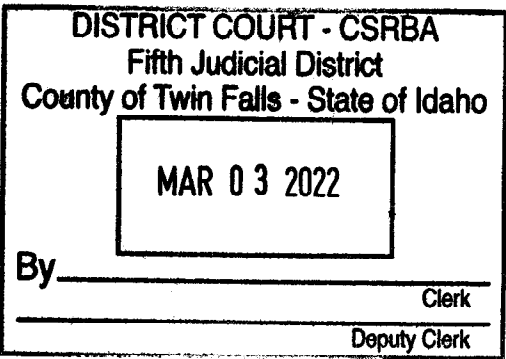 DISTRICT COURT - CSRBA
Fifth Judicial District
County of Twin Falls - State of Idaho
MAR 03 2022
By
Clerk
Deputy Clerk